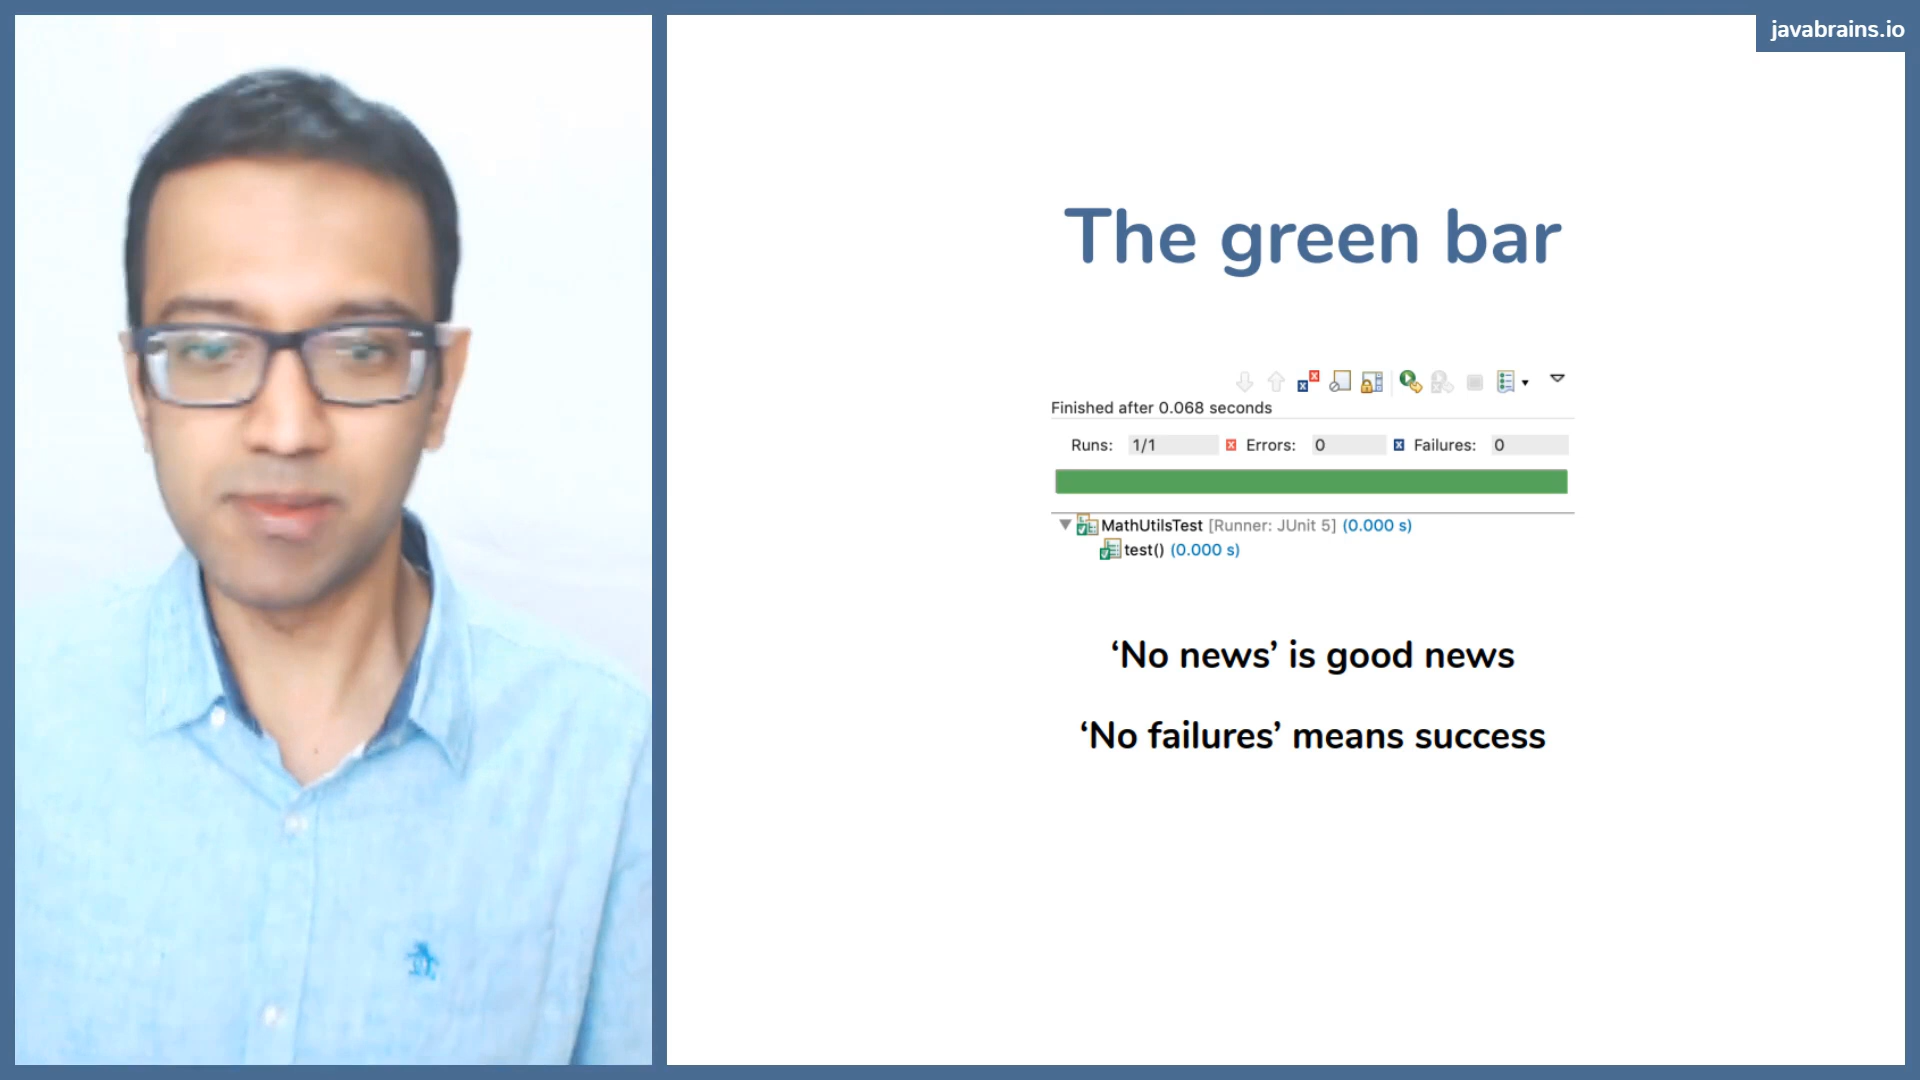 javabrains.io
The green bar
Finished after 0.068 seconds
Runs: 1/1 Errors: 0 Failures: 0
MathUtilsTest [Runner: JUnit 5] (0.000 s)
test() (0.000 s)
‘No news’ is good news
‘No failures’ means success